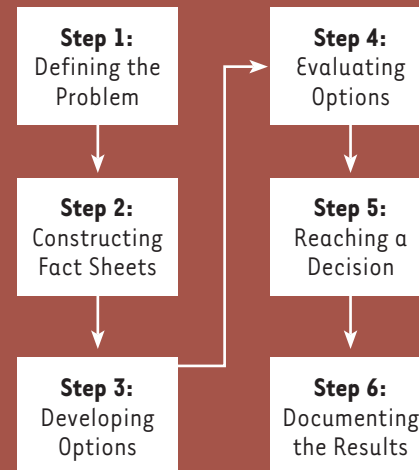 Step 1:
Defining the
Problem
Step 2:
Constructing
Fact Sheets
Step 3:
Developing
Options
Step 4:
Evaluating
Options
Step 5:
Reaching a
Decision
Step 6:
Documenting
the Results